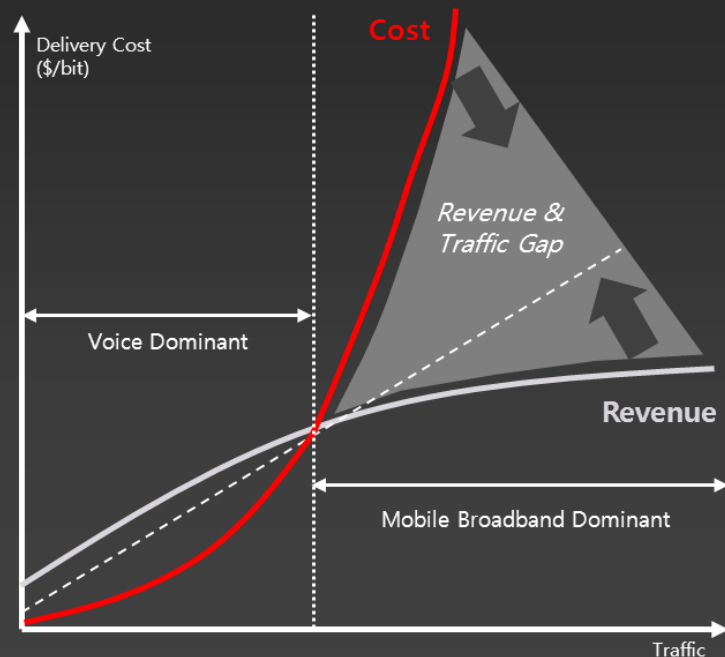 Delivery Cost
($/bit)
Cost
Revenue &
Traffic Gap
Voice Dominant
Revenue
Mobile Broadband Dominant
Traffic